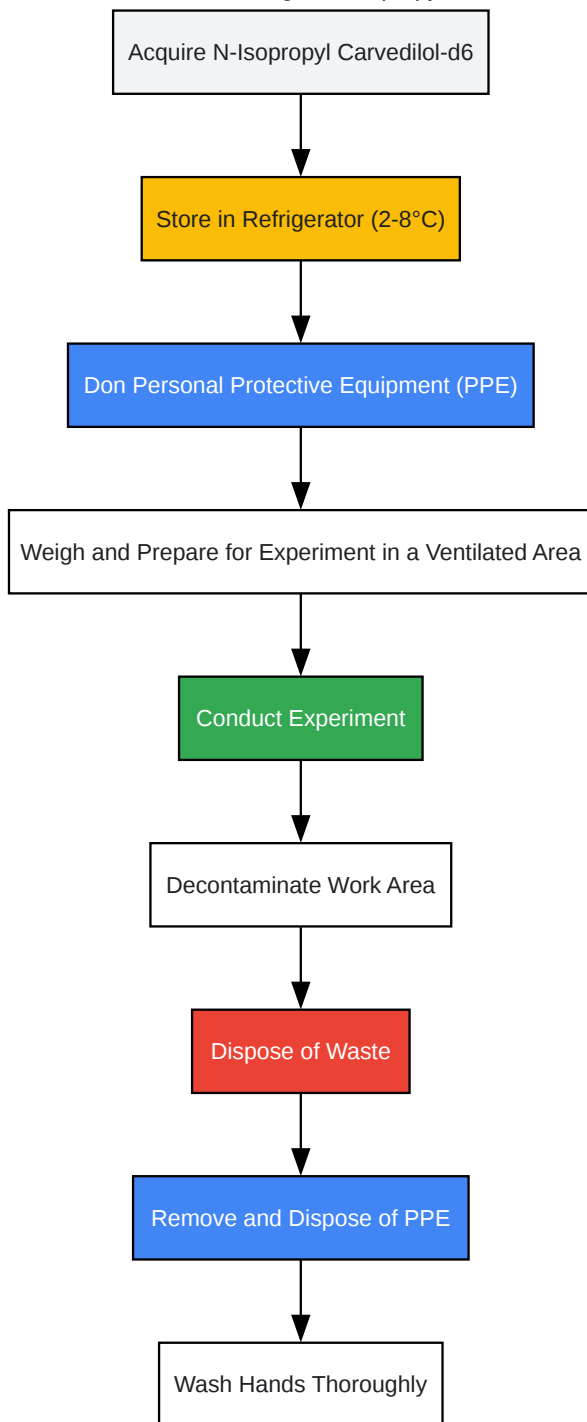 Acquire N-Isopropyl Carvedilol-d6
Store in Refrigerator (2-8°C)
Don Personal Protective Equipment (PPE)
Weigh and Prepare for Experiment in a Ventilated Area
Conduct Experiment
Decontaminate Work Area
Dispose of Waste
Remove and Dispose of PPE
Wash Hands Thoroughly